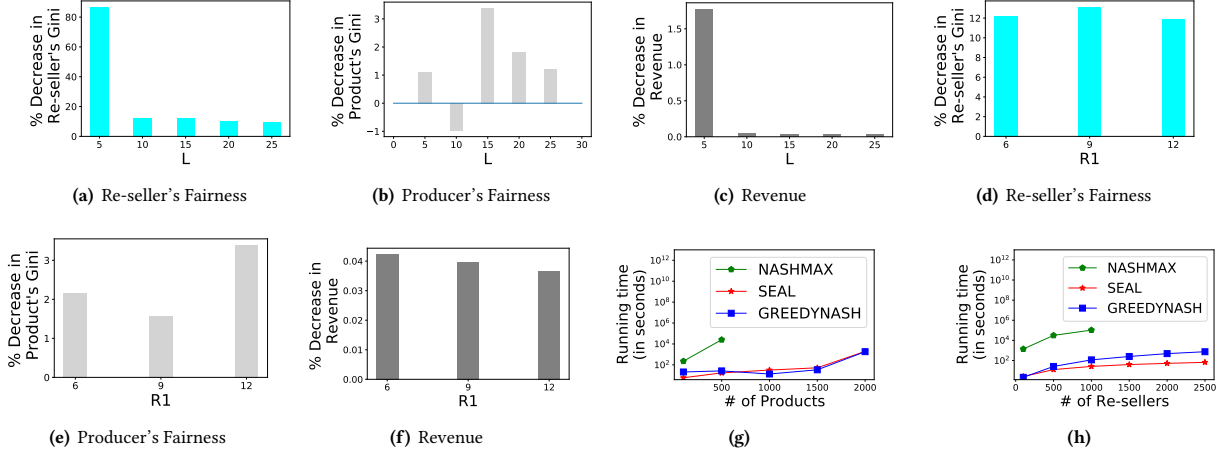 % Decrease in
Re-seller's Gini
80
60
40
20
0
5 10 15 20 25
L
(a) Re-seller's Fairness
% Decrease in
Product's Gini
3
2
1
0
−1
0 5 10 15 20 25 30
L
(b) Producer's Fairness
% Decrease in
Revenue
1.5
1.0
0.5
0.0
5 10 15 20 25
L
(c) Revenue
% Decrease in
Re-seller's Gini
12
10
8
6
4
2
0
6 9 12
R1
(d) Re-seller's Fairness
% Decrease in
Product's Gini
3
2
1
0
6 9 12
R1
(e) Producer's Fairness
% Decrease in
Revenue
0.04
0.03
0.02
0.01
0.00
6 9 12
R1
(f) Revenue
Running time
(in seconds)
10^12
10^10
10^8
10^6
10^4
10^2
NASHMAX
SEAL
GREEDYNASH
500 1000 1500 2000
# of Products
(g)
Running time
(in seconds)
10^12
10^10
10^8
10^6
10^4
10^2
NASHMAX
SEAL
GREEDYNASH
0 500 1000 1500 2000 2500
# of Re-sellers
(h)